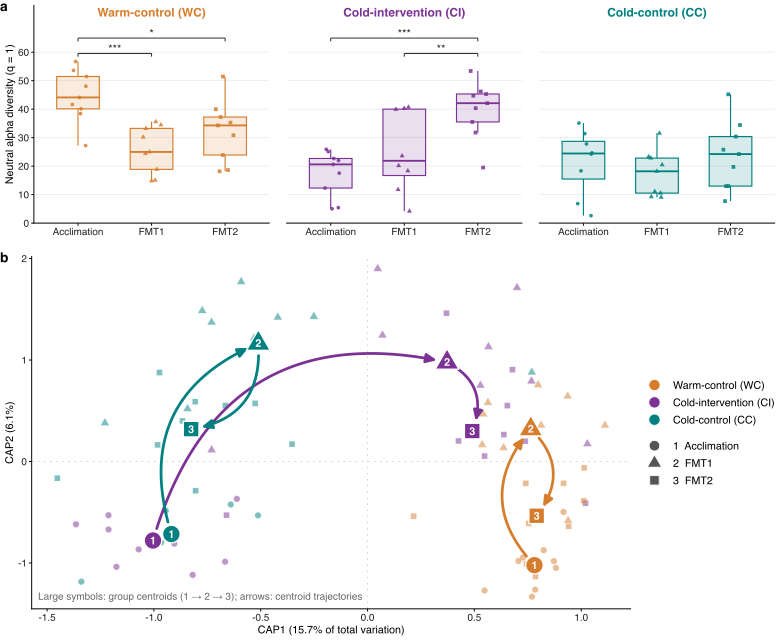 a
Warm-control (WC)
Cold-intervention (CI)
Cold-control (CC)
Neutral alpha diversity (q = 1)
60
50
40
30
20
10
0
***
*
***
**
Acclimation
FMT1
FMT2
Acclimation
FMT1
FMT2
Acclimation
FMT1
FMT2
b
CAP2 (6.1%)
2
1
0
-1
2
3
1
2
3
1
2
3
1
Warm-control (WC)
Cold-intervention (CI)
Cold-control (CC)
1 Acclimation
2 FMT1
3 FMT2
Large symbols: group centroids (1 → 2 → 3); arrows: centroid trajectories
-1.5
-1.0
-0.5
0.0
0.5
1.0
CAP1 (15.7% of total variation)